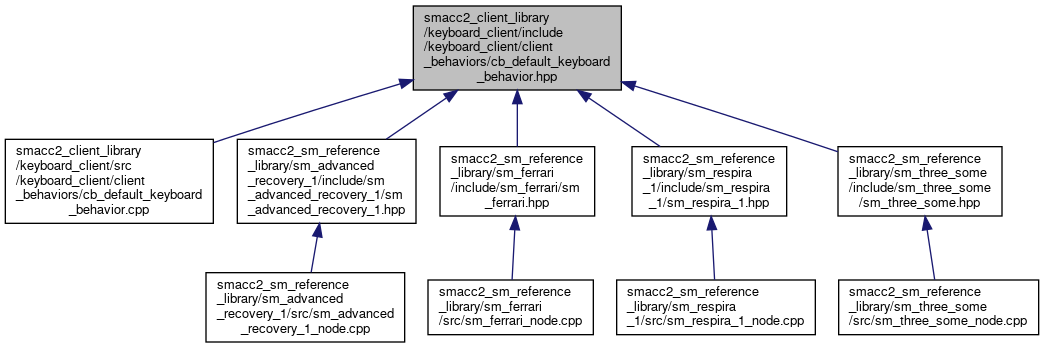 smacc2_client_library
/keyboard_client/include
/keyboard_client/client
_behaviors/cb_default_keyboard
_behavior.hpp
smacc2_client_library
/keyboard_client/src
/keyboard_client/client
_behaviors/cb_default_keyboard
_behavior.cpp
smacc2_sm_reference
_library/sm_advanced
_recovery_1/include/sm
_advanced_recovery_1/sm
_advanced_recovery_1.hpp
smacc2_sm_reference
_library/sm_ferrari
/include/sm_ferrari/sm
_ferrari.hpp
smacc2_sm_reference
_library/sm_respira
_1/include/sm_respira
_1/sm_respira_1.hpp
smacc2_sm_reference
_library/sm_three_some
/include/sm_three_some
/sm_three_some.hpp
smacc2_sm_reference
_library/sm_advanced
_recovery_1/src/sm_advanced
_recovery_1_node.cpp
smacc2_sm_reference
_library/sm_ferrari
/src/sm_ferrari_node.cpp
smacc2_sm_reference
_library/sm_respira
_1/src/sm_respira_1_node.cpp
smacc2_sm_reference
_library/sm_three_some
/src/sm_three_some_node.cpp